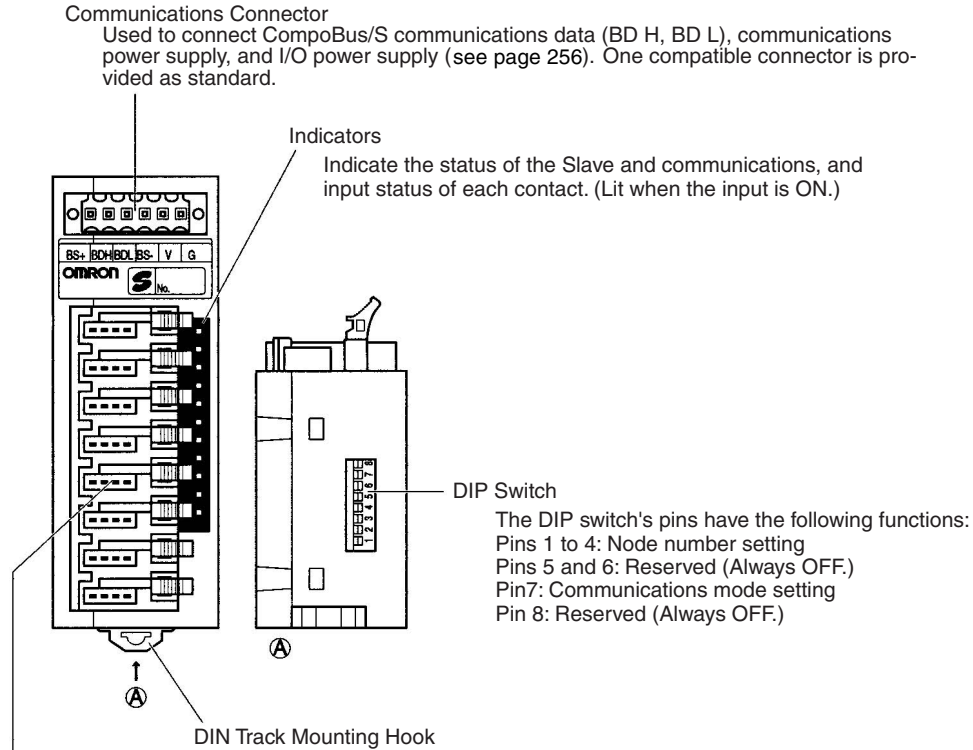 Communications Connector
Used to connect CompoBus/S communications data (BD H, BD L), communications
power supply, and I/O power supply (see page 256). One compatible connector is pro-
vided as standard.
Indicators
Indicate the status of the Slave and communications, and
input status of each contact. (Lit when the input is ON.)
BS+ BDH BDL BS- V G
OMRON S No.
1 2 3 4 5 6 7 8
DIP Switch
The DIP switch's pins have the following functions:
Pins 1 to 4: Node number setting
Pins 5 and 6: Reserved (Always OFF.)
Pin7: Communications mode setting
Pin 8: Reserved (Always OFF.)
A
A
DIN Track Mounting Hook